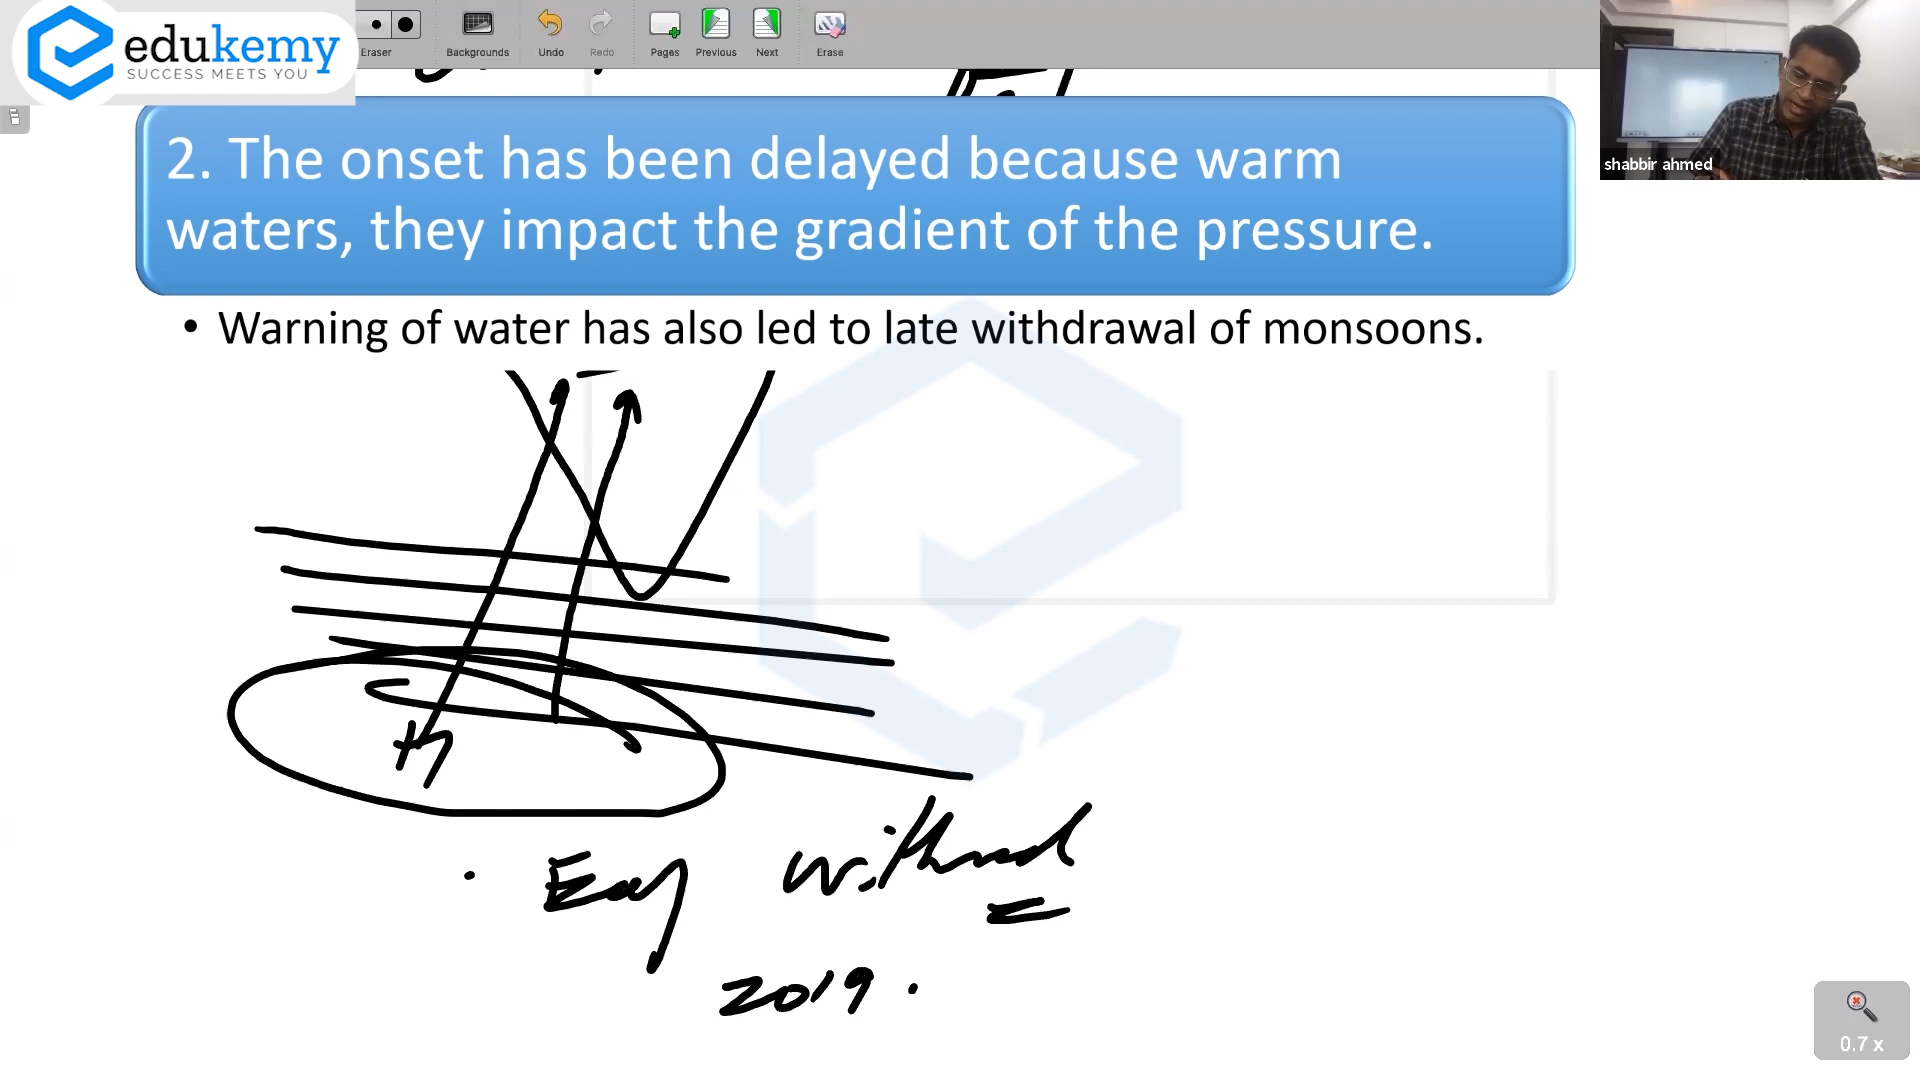 edukemy
SUCCESS MEETS YOU
Eraser
Backgrounds
Undo
Redo
Pages
Previous
Next
Erase
shabbir ahmed
2. The onset has been delayed because warm
waters, they impact the gradient of the pressure.
• Warning of water has also led to late withdrawal of monsoons.
2019.
0.7 x